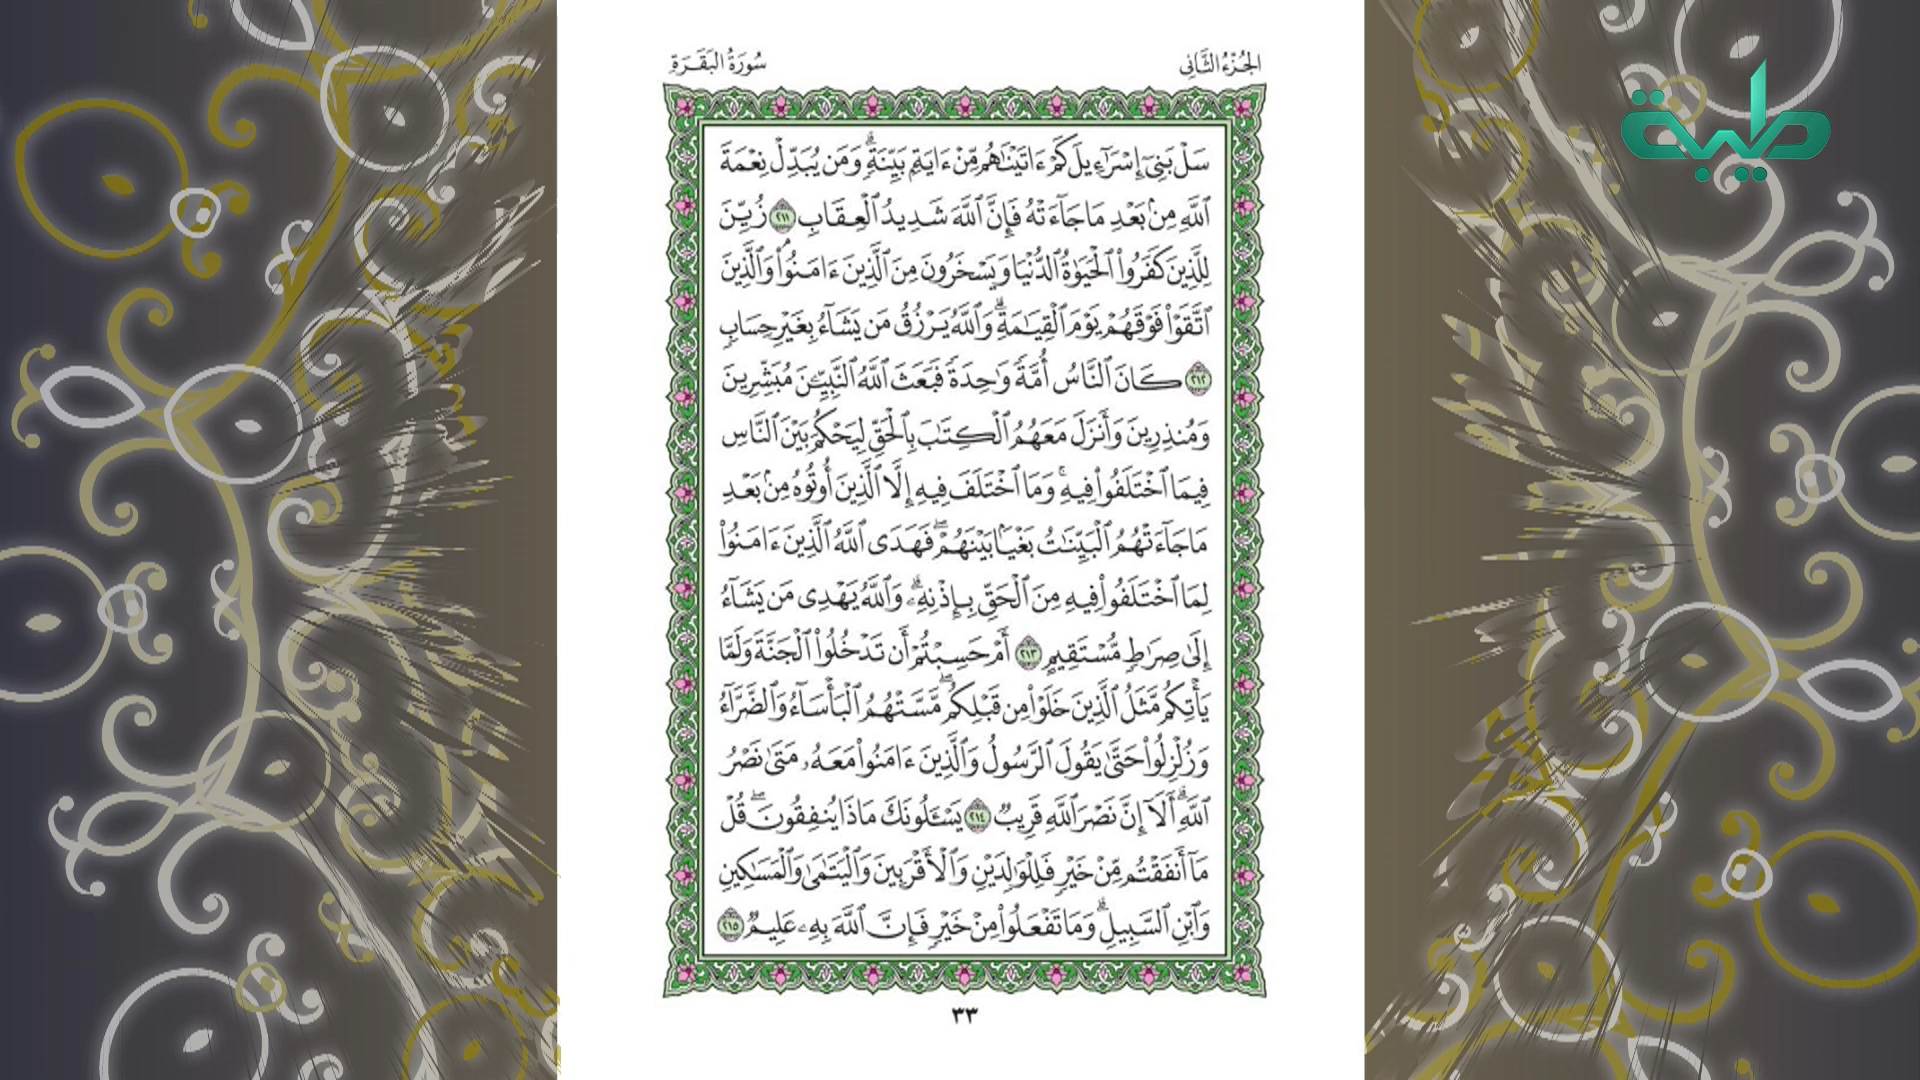 الجُزْءُ الثَّانِي
سُورَةُ البَقَرَةِ
طيبة
سَلْ بَنِىٓ إِسْرَٰٓءِيلَ كَمْ ءَاتَيْنَٰهُم مِّنْ ءَايَةٍۭ بَيِّنَةٍۗ وَمَن يُبَدِّلْ نِعْمَةَ
ٱللَّهِ مِنۢ بَعْدِ مَا جَآءَتْهُ فَإِنَّ ٱللَّهَ شَدِيدُ ٱلْعِقَابِ ٢١١ زُيِّنَ
لِلَّذِينَ كَفَرُوا۟ ٱلْحَيَوٰةُ ٱلدُّنْيَا وَيَسْخَرُونَ مِنَ ٱلَّذِينَ ءَامَنُوا۟ۘ وَٱلَّذِينَ
ٱتَّقَوْا۟ فَوْقَهُمْ يَوْمَ ٱلْقِيَٰمَةِۗ وَٱللَّهُ يَرْزُقُ مَن يَشَآءُ بِغَيْرِ حِسَابٍ
٢١٢ كَانَ ٱلنَّاسُ أُمَّةً وَٰحِدَةً فَبَعَثَ ٱللَّهُ ٱلنَّبِيِّۦنَ مُبَشِّرِينَ
وَمُنذِرِينَ وَأَنزَلَ مَعَهُمُ ٱلْكِتَٰبَ بِٱلْحَقِّ لِيَحْكُمَ بَيْنَ ٱلنَّاسِ
فِيمَا ٱخْتَلَفُوا۟ فِيهِۚ وَمَا ٱخْتَلَفَ فِيهِ إِلَّا ٱلَّذِينَ أُوتُوهُ مِنۢ بَعْدِ
مَا جَآءَتْهُمُ ٱلْبَيِّنَٰتُ بَغْيًۢا بَيْنَهُمْۖ فَهَدَى ٱللَّهُ ٱلَّذِينَ ءَامَنُوا۟
لِمَا ٱخْتَلَفُوا۟ فِيهِ مِنَ ٱلْحَقِّ بِإِذْنِهِۦۗ وَٱللَّهُ يَهْدِى مَن يَشَآءُ
إِلَىٰ صِرَٰطٍ مُّسْتَقِيمٍ ٢١٣ أَمْ حَسِبْتُمْ أَن تَدْخُلُوا۟ ٱلْجَنَّةَ وَلَمَّا
يَأْتِكُم مَّثَلُ ٱلَّذِينَ خَلَوْا۟ مِن قَبْلِكُمۖ مَّسَّتْهُمُ ٱلْبَأْسَآءُ وَٱلضَّرَّآءُ
وَزُلْزِلُوا۟ حَتَّىٰ يَقُولَ ٱلرَّسُولُ وَٱلَّذِينَ ءَامَنُوا۟ مَعَهُۥ مَتَىٰ نَصْرُ
ٱللَّهِۗ أَلَآ إِنَّ نَصْرَ ٱللَّهِ قَرِيبٌ ٢١٤ يَسْـَٔلُونَكَ مَاذَا يُنفِقُونَۖ قُلْ
مَآ أَنفَقْتُم مِّنْ خَيْرٍ فَلِلْوَٰلِدَيْنِ وَٱلْأَقْرَبِينَ وَٱلْيَتَٰمَىٰ وَٱلْمَسَٰكِينِ
وَٱبْنِ ٱلسَّبِيلِۗ وَمَا تَفْعَلُوا۟ مِنْ خَيْرٍ فَإِنَّ ٱللَّهَ بِهِۦ عَلِيمٌ ٢١٥
٣٣